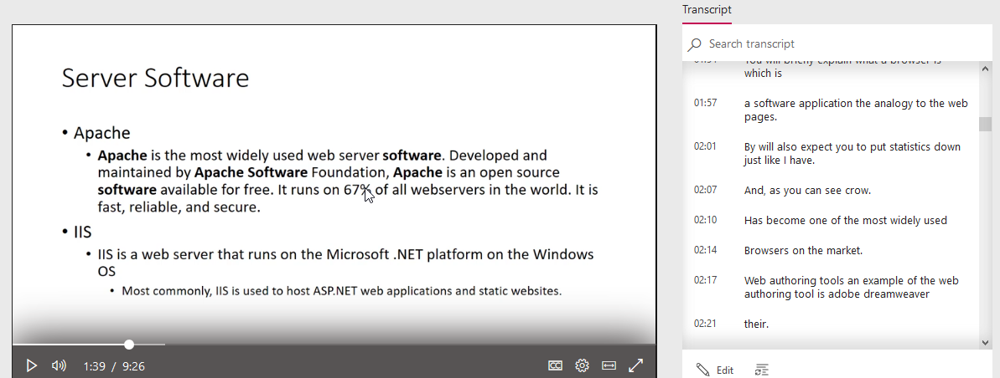 Server Software
• Apache
• Apache is the most widely used web server software. Developed and
maintained by Apache Software Foundation, Apache is an open source
software available for free. It runs on 67% of all webservers in the world. It is
fast, reliable, and secure.
• IIS
• IIS is a web server that runs on the Microsoft .NET platform on the Windows
OS
• Most commonly, IIS is used to host ASP.NET web applications and static websites.
1:39 / 9:26
CC
Transcript
Search transcript
You will briefly explain what a browser is
which is
01:57 a software application the analogy to the web
pages.
02:01 By will also expect you to put statistics down
just like I have.
02:07 And, as you can see crow.
02:10 Has become one of the most widely used
02:14 Browsers on the market.
02:17 Web authoring tools an example of the web
authoring tool is adobe dreamweaver
02:21 their.
Edit